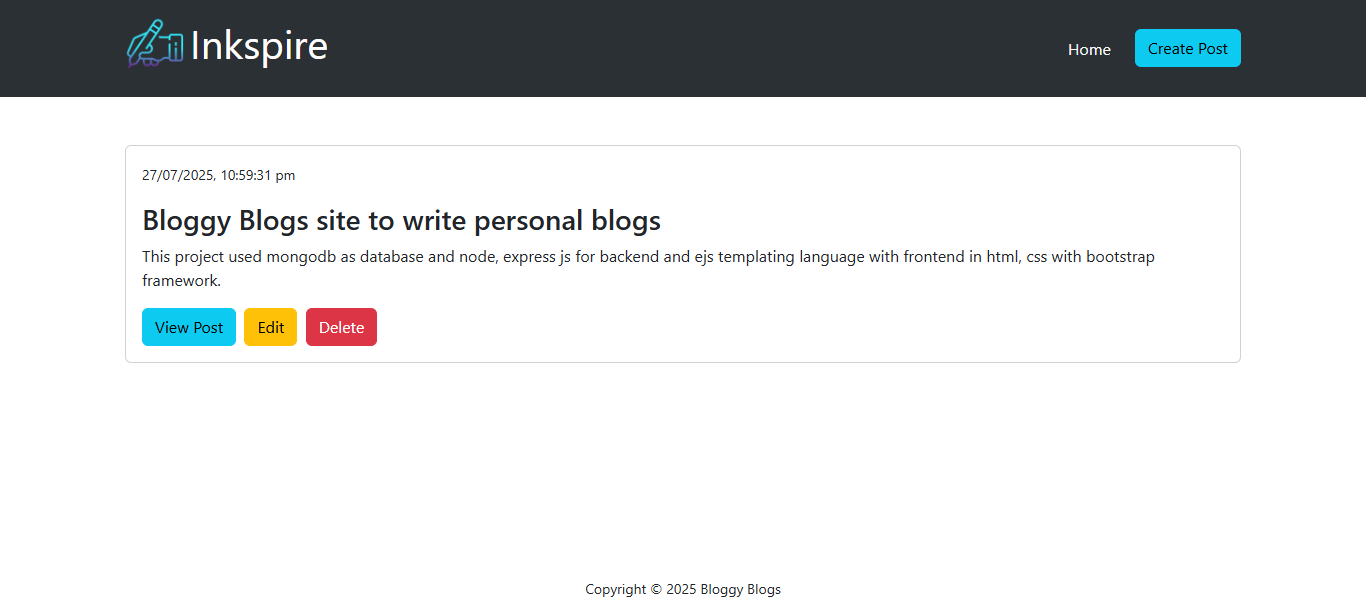 Inkspire
Home
Create Post
27/07/2025, 10:59:31 pm
Bloggy Blogs site to write personal blogs
This project used mongodb as database and node, express js for backend and ejs templating language with frontend in html, css with bootstrap
framework.
View Post
Edit
Delete
Copyright © 2025 Bloggy Blogs